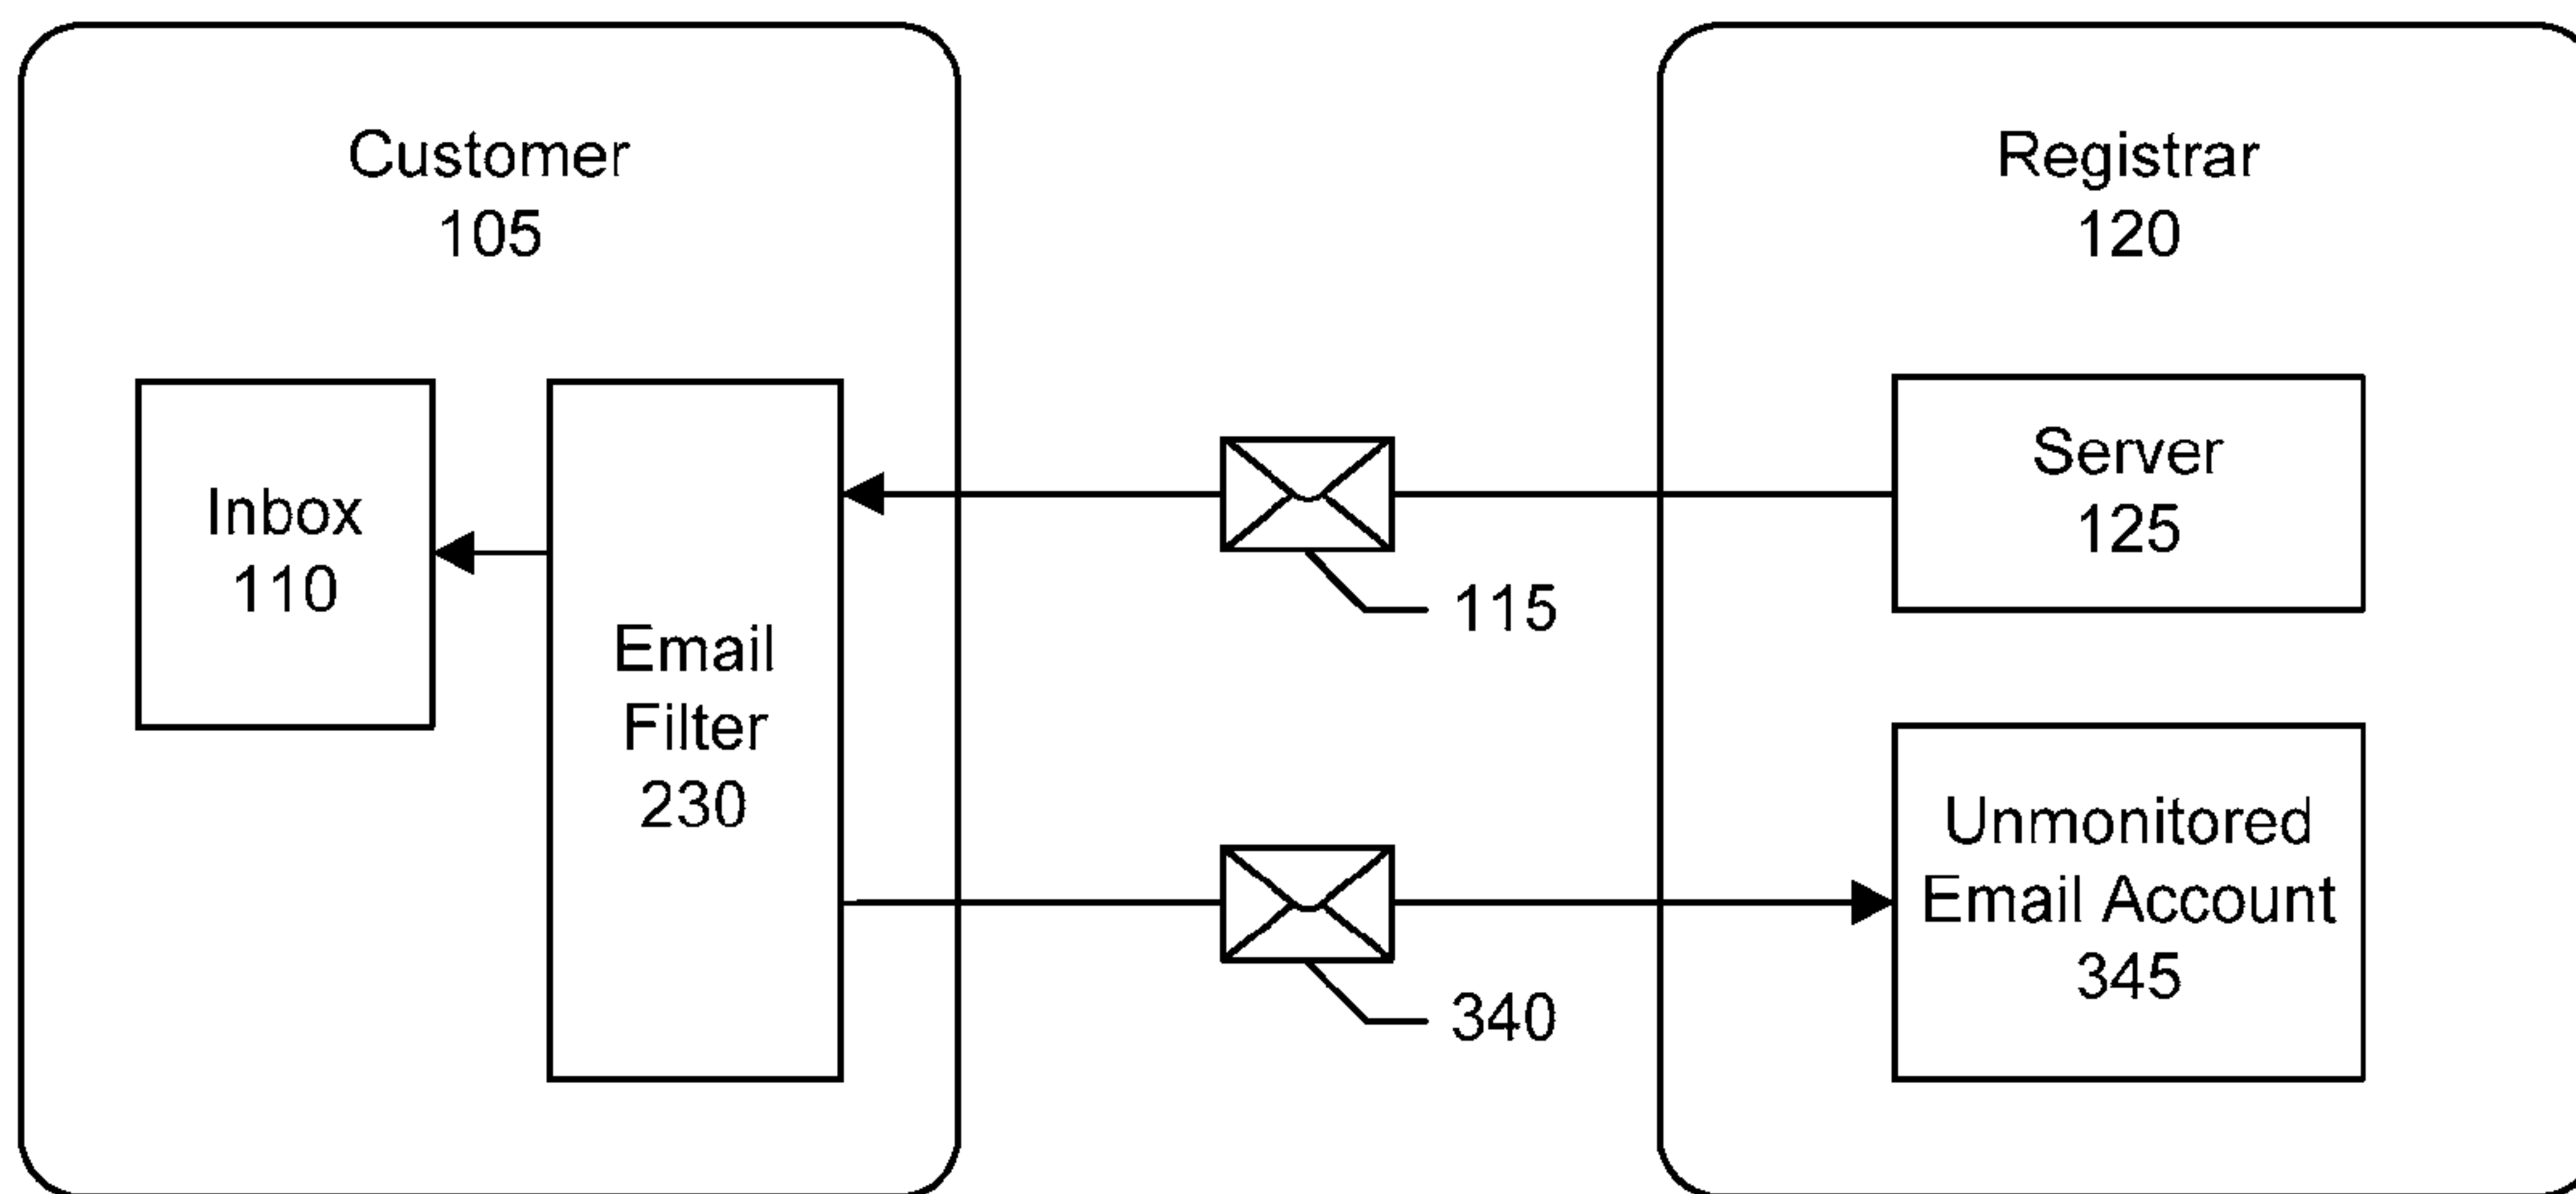 Customer
105
Registrar
120
Inbox
110
Email
Filter
230
115
340
Server
125
Unmonitored
Email Account
345